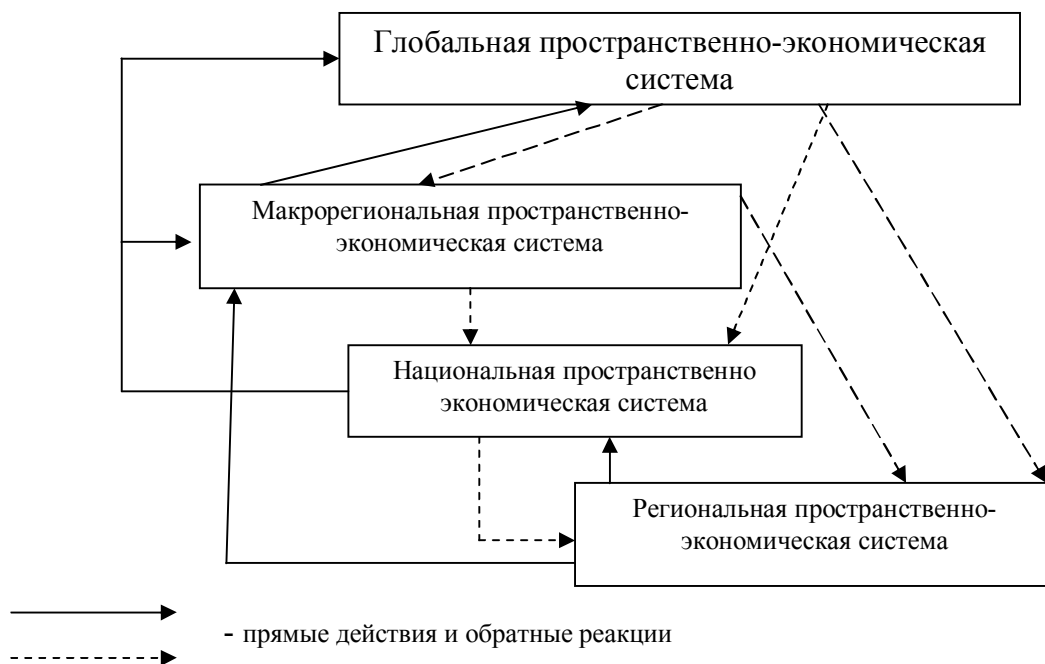 Глобальная пространственно-экономическая
система
Макрорегиональная пространственно-
экономическая система
Национальная пространственно
экономическая система
Региональная пространственно-
экономическая система
- прямые действия и обратные реакции